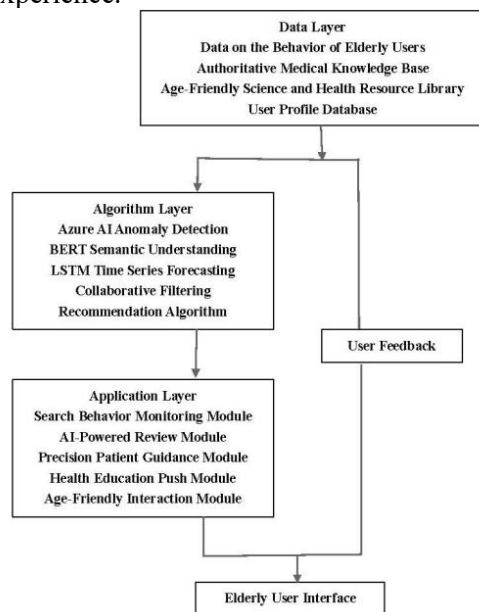 xperience.
Data Layer
Data on the Behavior of Elderly Users
Authoritative Medical Knowledge Base
Age-Friendly Science and Health Resource Library
User Profile Database
Algorithm Layer
Azure AI Anomaly Detection
BERT Semantic Understanding
LSTM Time Series Forecasting
Collaborative Filtering
Recommendation Algorithm
User Feedback
Application Layer
Search Behavior Monitoring Module
AI-Powered Review Module
Precision Patient Guidance Module
Health Education Push Module
Age-Friendly Interaction Module
Elderly User Interface